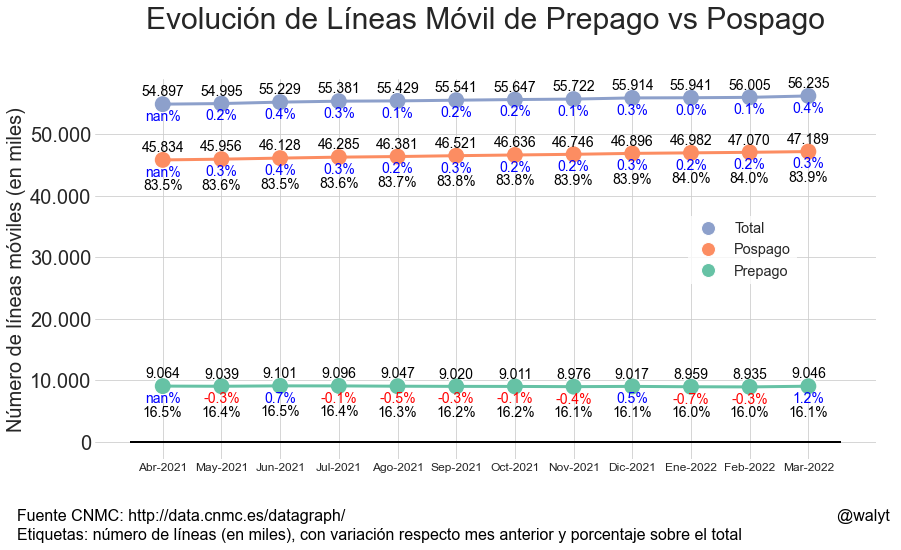 Evolución de Líneas Móvil de Prepago vs Pospago
Número de líneas móviles (en miles)
54.897 54.995 55.229 55.381 55.429 55.541 55.647 55.722 55.914 55.941 56.005 56.235
nan% 0.2% 0.4% 0.3% 0.1% 0.2% 0.2% 0.1% 0.3% 0.0% 0.1% 0.4%
50.000
45.834 45.956 46.128 46.285 46.381 46.521 46.636 46.746 46.896 46.982 47.070 47.189
nan% 0.3% 0.4% 0.3% 0.2% 0.3% 0.2% 0.2% 0.3% 0.2% 0.2% 0.3%
83.5% 83.6% 83.5% 83.6% 83.7% 83.8% 83.8% 83.9% 83.9% 84.0% 84.0% 83.9%
40.000
Total
Pospago
Prepago
30.000
20.000
9.064 9.039 9.101 9.096 9.047 9.020 9.011 8.976 9.017 8.959 8.935 9.046
10.000
nan% -0.3% 0.7% -0.1% -0.5% -0.3% -0.1% -0.4% 0.5% -0.7% -0.3% 1.2%
16.5% 16.4% 16.5% 16.4% 16.3% 16.2% 16.2% 16.1% 16.1% 16.0% 16.0% 16.1%
0
Abr-2021 May-2021 Jun-2021 Jul-2021 Ago-2021 Sep-2021 Oct-2021 Nov-2021 Dic-2021 Ene-2022 Feb-2022 Mar-2022
Fuente CNMC: http://data.cnmc.es/datagraph/
@walyt
Etiquetas: número de líneas (en miles), con variación respecto mes anterior y porcentaje sobre el total